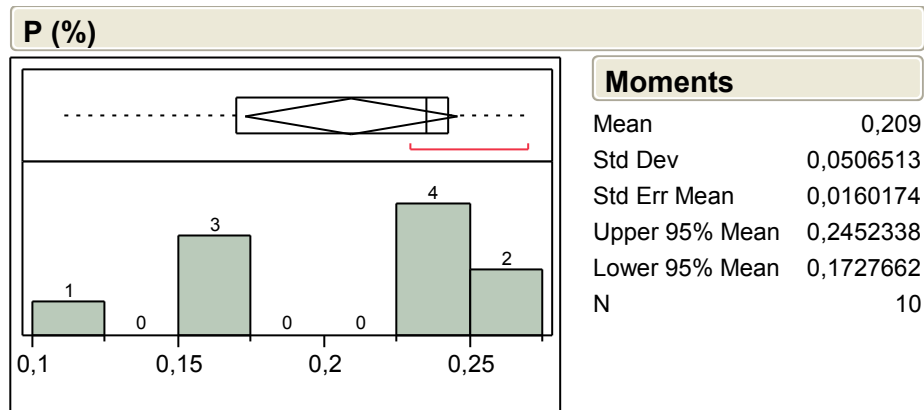 P (%)
1
0
3
0
0
4
2
0,1
0,15
0,2
0,25
Moments
Mean 0,209
Std Dev 0,0506513
Std Err Mean 0,0160174
Upper 95% Mean 0,2452338
Lower 95% Mean 0,1727662
N 10